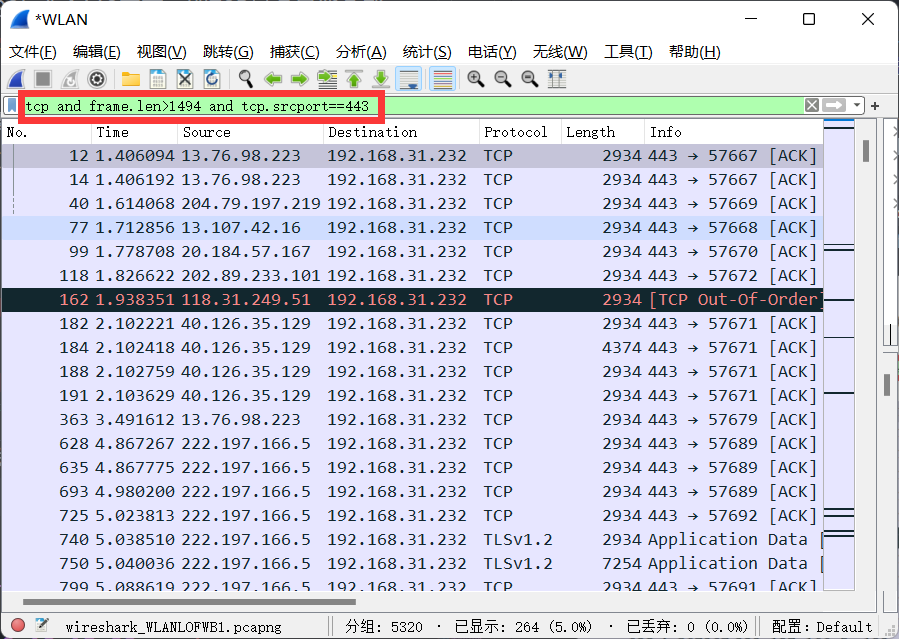 *WLAN
文件(F) 编辑(E) 视图(V) 跳转(G) 捕获(C) 分析(A) 统计(S) 电话(Y) 无线(W) 工具(T) 帮助(H)
tcp and frame.len>1494 and tcp.srcport==443
No. Time Source Destination Protocol Length Info
12 1.406094 13.76.98.223 192.168.31.232 TCP 2934 443 → 57667 [ACK]
14 1.406192 13.76.98.223 192.168.31.232 TCP 2934 443 → 57667 [ACK]
40 1.614068 204.79.197.219 192.168.31.232 TCP 2934 443 → 57669 [ACK]
77 1.712856 13.107.42.16 192.168.31.232 TCP 2934 443 → 57668 [ACK]
99 1.778708 20.184.57.167 192.168.31.232 TCP 2934 443 → 57670 [ACK]
118 1.826622 202.89.233.101 192.168.31.232 TCP 2934 443 → 57672 [ACK]
162 1.938351 118.31.249.51 192.168.31.232 TCP 2934 [TCP Out-Of-Order]
182 2.102221 40.126.35.129 192.168.31.232 TCP 2934 443 → 57671 [ACK]
184 2.102418 40.126.35.129 192.168.31.232 TCP 4374 443 → 57671 [ACK]
188 2.102759 40.126.35.129 192.168.31.232 TCP 2934 443 → 57671 [ACK]
191 2.103629 40.126.35.129 192.168.31.232 TCP 2934 443 → 57671 [ACK]
363 3.491612 13.76.98.223 192.168.31.232 TCP 2934 443 → 57679 [ACK]
628 4.867267 222.197.166.5 192.168.31.232 TCP 2934 443 → 57689 [ACK]
635 4.867775 222.197.166.5 192.168.31.232 TCP 2934 443 → 57689 [ACK]
693 4.980200 222.197.166.5 192.168.31.232 TCP 2934 443 → 57689 [ACK]
725 5.023813 222.197.166.5 192.168.31.232 TCP 2934 443 → 57692 [ACK]
740 5.038510 222.197.166.5 192.168.31.232 TLSv1.2 2934 Application Data [
750 5.040036 222.197.166.5 192.168.31.232 TLSv1.2 7254 Application Data [
799 5.088619 222.197.166.5 192.168.31.232 TCP 2934 443 → 57691 [ACK]
wireshark_WLANLOFWB1.pcapng 分组: 5320 · 已显示: 264 (5.0%) · 已丢弃: 0 (0.0%) 配置: Default